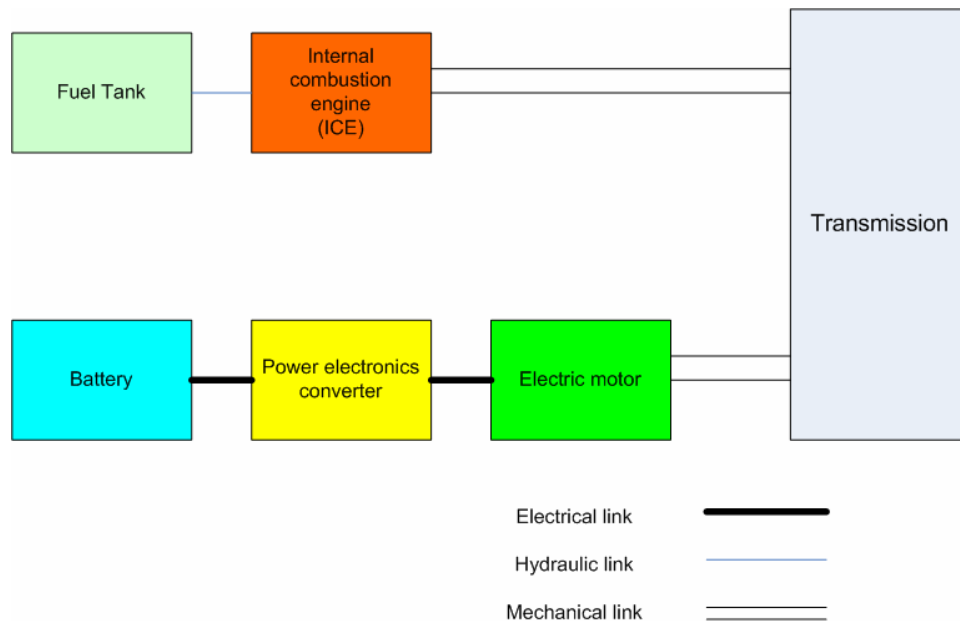 Fuel Tank
Internal
combustion
engine
(ICE)
Transmission
Battery
Power electronics
converter
Electric motor
Electrical link
Hydraulic link
Mechanical link